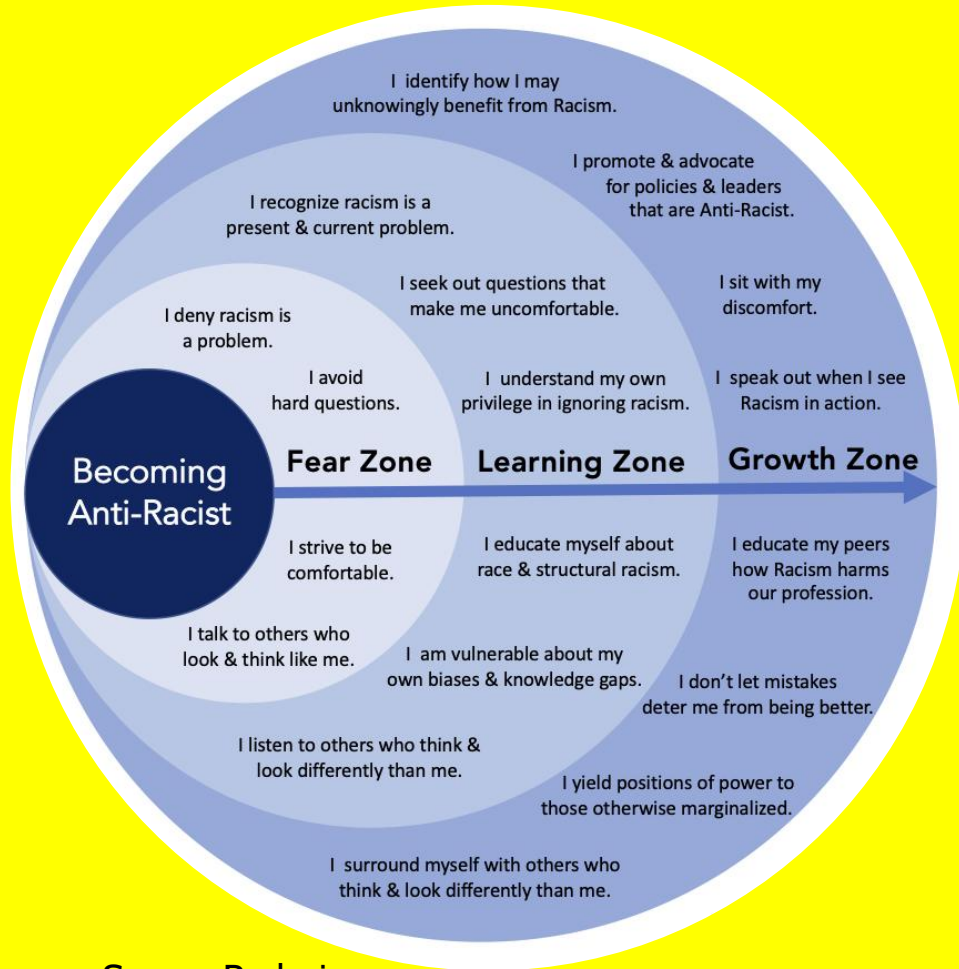 I identify how I may
unknowingly benefit from Racism.
I promote & advocate
for policies & leaders
that are Anti-Racist.
I recognize racism is a
present & current problem.
I seek out questions that
make me uncomfortable.
I sit with my
discomfort.
I deny racism is
a problem.
I avoid
hard questions.
I understand my own
privilege in ignoring racism.
I speak out when I see
Racism in action.
Becoming
Anti-Racist
Fear Zone
Learning Zone
Growth Zone
I strive to be
comfortable.
I educate myself about
race & structural racism.
I educate my peers
how Racism harms
our profession.
I talk to others who
look & think like me.
I am vulnerable about my
own biases & knowledge gaps.
I don't let mistakes
deter me from being better.
I listen to others who think &
look differently than me.
I yield positions of power to
those otherwise marginalized.
I surround myself with others who
think & look differently than me.